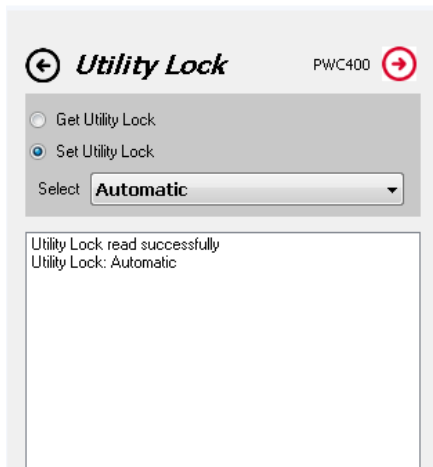 Utility Lock PWC400
Get Utility Lock
Set Utility Lock
Select Automatic
Utility Lock read successfully
Utility Lock: Automatic